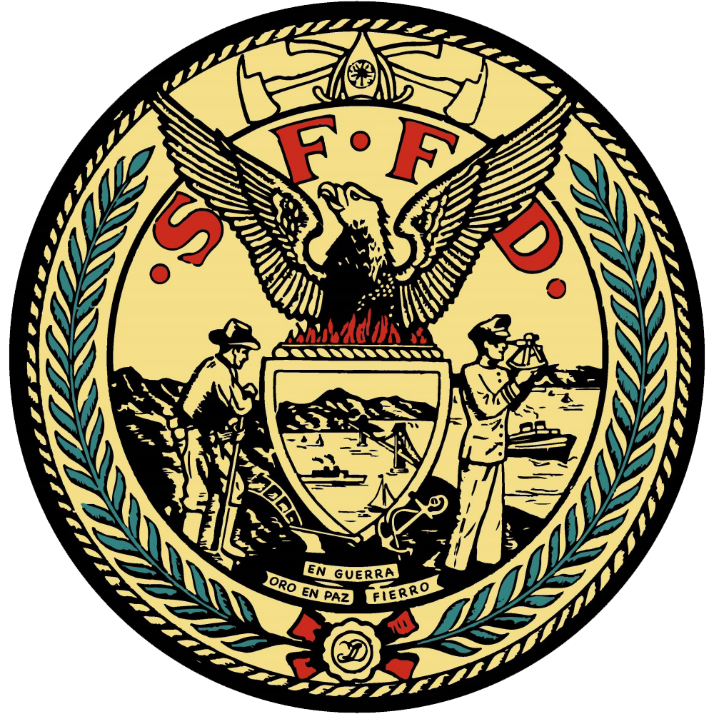 · S F · F D ·
EN GUERRA
ORO EN PAZ FIERRO